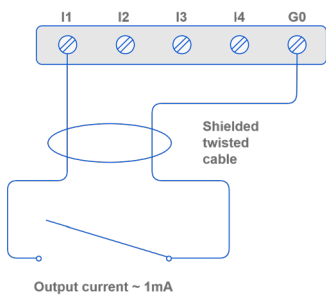 I1 I2 I3 I4 G0
Shielded
twisted
cable
Output current ~ 1mA